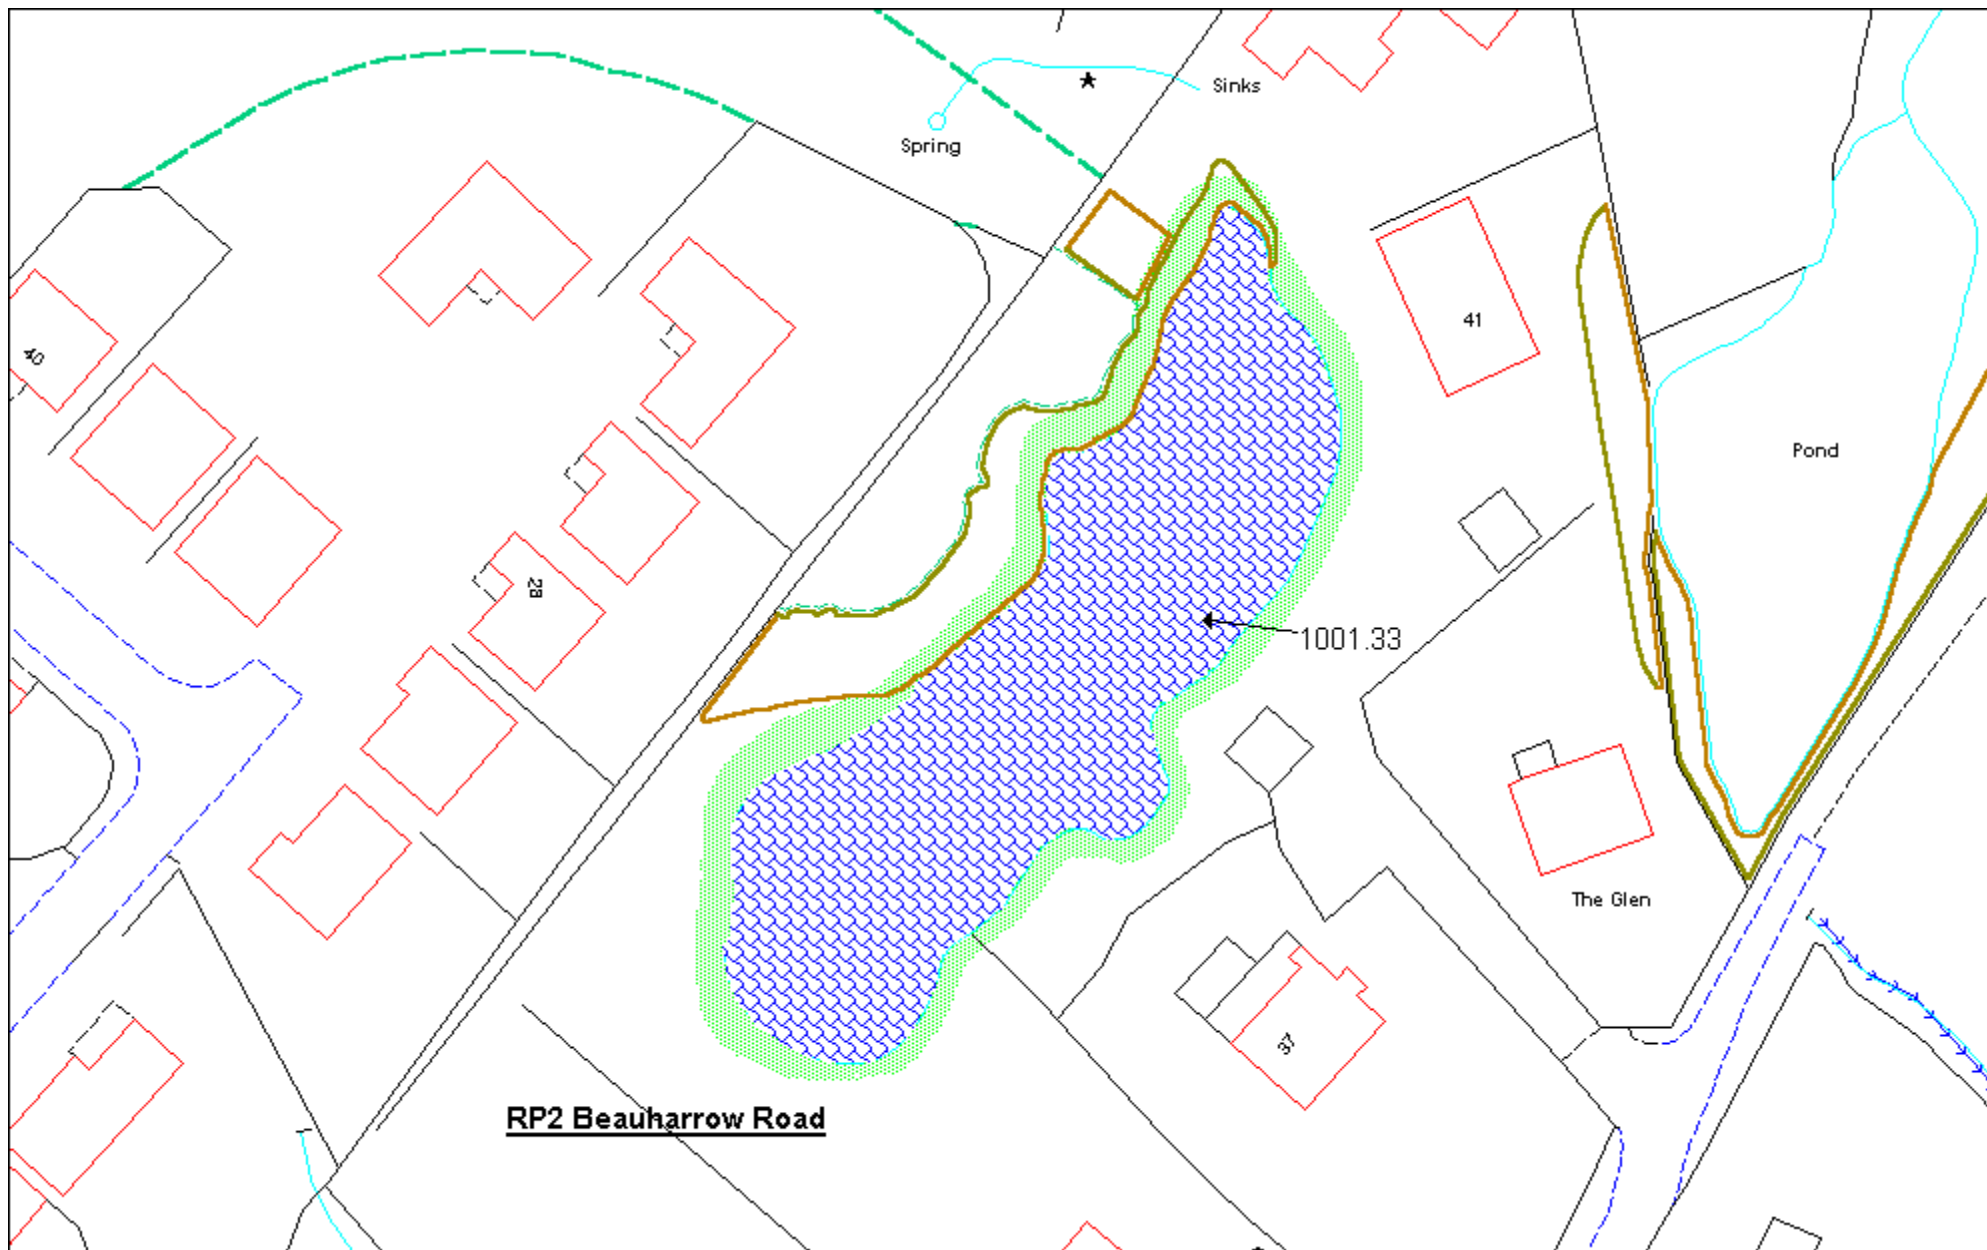 Sinks
Spring
41
40
Pond
28
1001.33
The Glen
37
RP2 Beauharrow Road